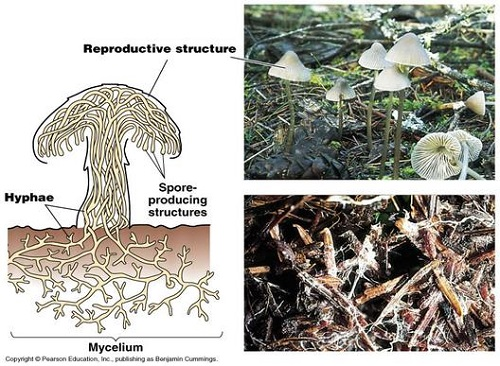 Reproductive structure
Hyphae
Spore-
producing
structures
Mycelium
Copyright © Pearson Education, Inc., publishing as Benjamin Cummings.